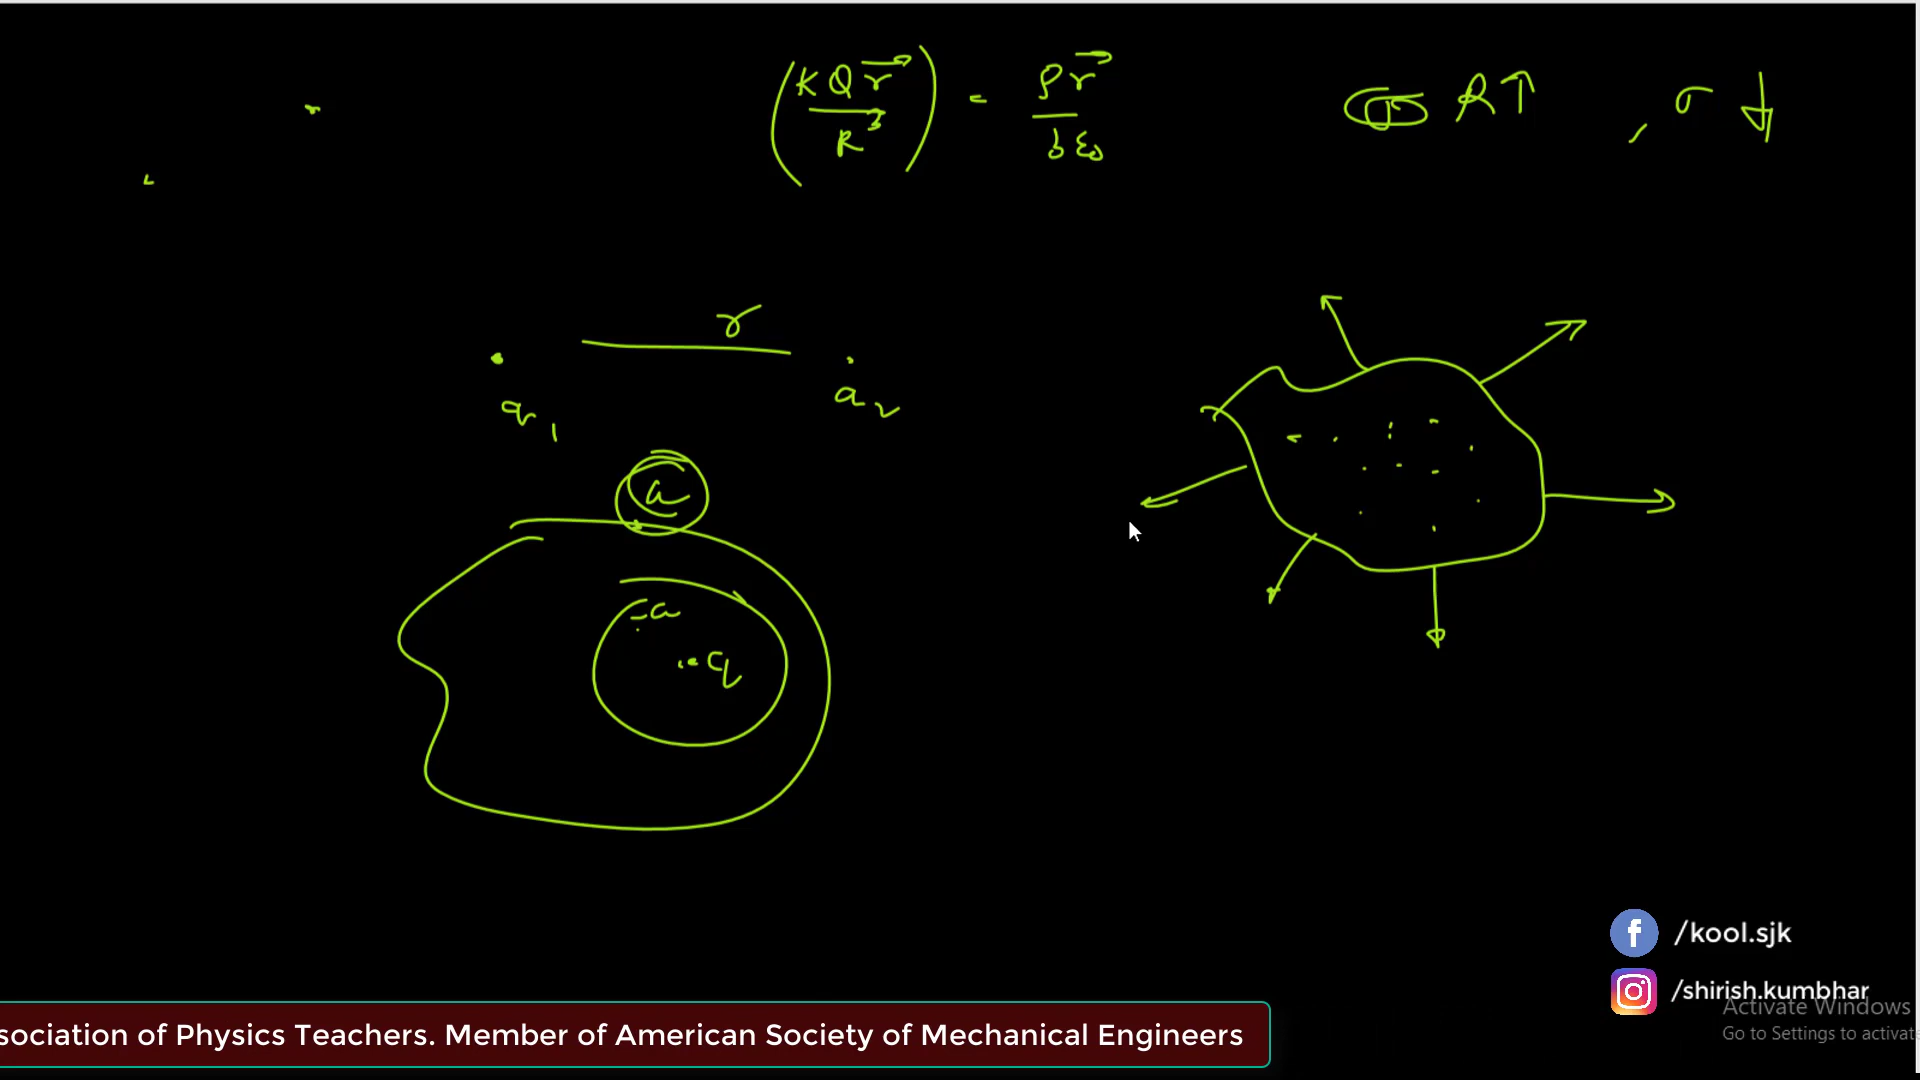 (KQr⃗ / R³) = ρr⃗ / 3ε₀
R↑ , σ ↓
r
q₁
q₂
a
-a
q
/kool.sjk
/shirish.kumbhar
Activate Windows
Go to Settings to activat
sociation of Physics Teachers. Member of American Society of Mechanical Engineers